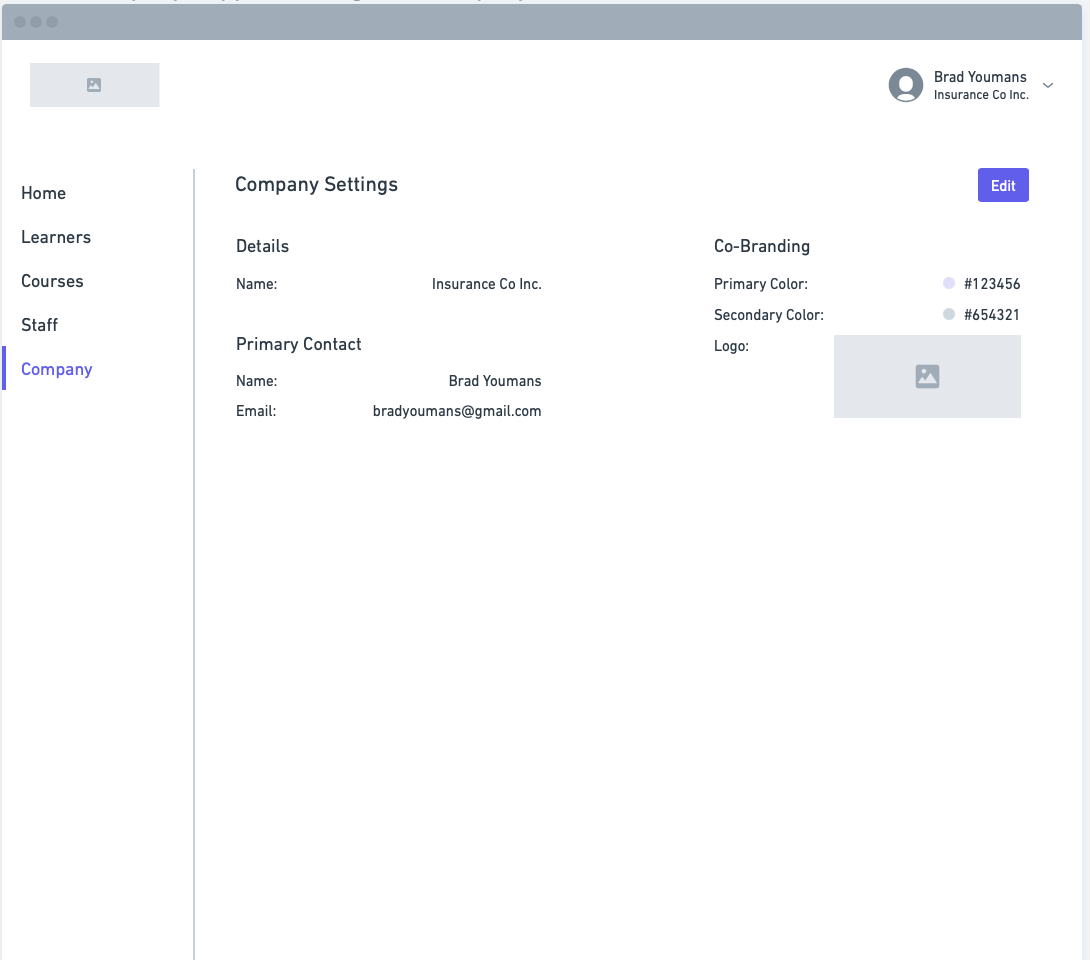 Brad Youmans
Insurance Co Inc.
Home
Learners
Courses
Staff
Company
Company Settings
Edit
Details
Name: Insurance Co Inc.
Primary Contact
Name: Brad Youmans
Email: bradyoumans@gmail.com
Co-Branding
Primary Color: #123456
Secondary Color: #654321
Logo: